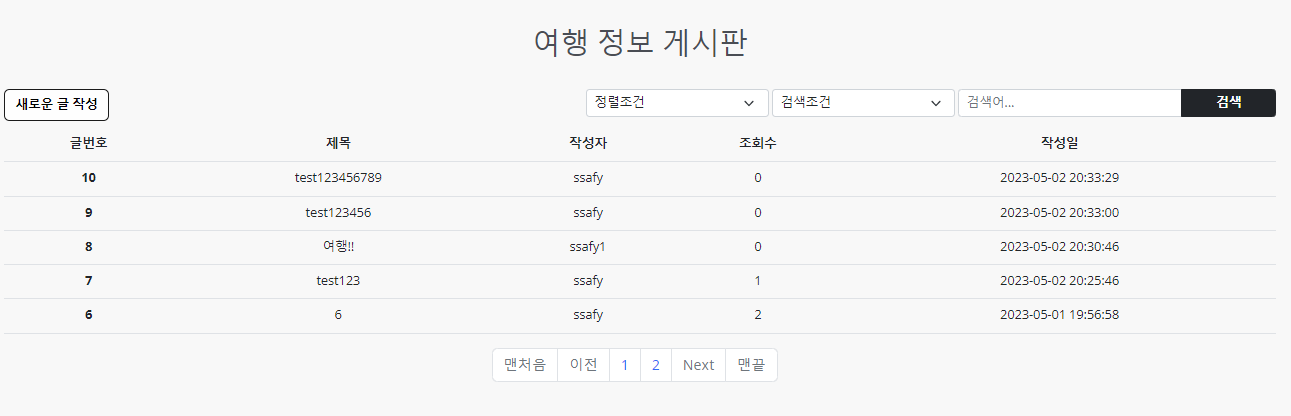 여행 정보 게시판
새로운 글 작성 정렬조건 검색조건 검색어... 검색
글번호 제목 작성자 조회수 작성일
10 test123456789 ssafy 0 2023-05-02 20:33:29
9 test123456 ssafy 0 2023-05-02 20:33:00
8 여행!! ssafy1 0 2023-05-02 20:30:46
7 test123 ssafy 1 2023-05-02 20:25:46
6 6 ssafy 2 2023-05-01 19:56:58
맨처음 이전 1 2 Next 맨끝